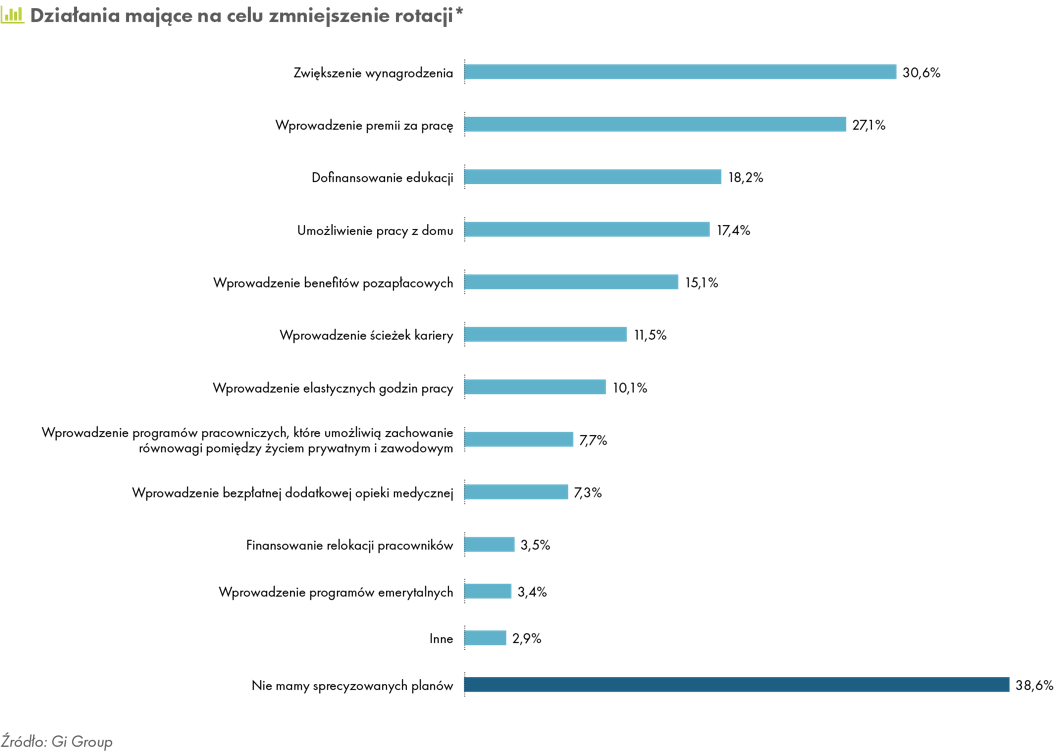 Działania mające na celu zmniejszenie rotacji*
Zwiększenie wynagrodzenia 30,6%
Wprowadzenie premii za pracę 27,1%
Dofinansowanie edukacji 18,2%
Umożliwienie pracy z domu 17,4%
Wprowadzenie benefitów pozapłacowych 15,1%
Wprowadzenie ścieżek kariery 11,5%
Wprowadzenie elastycznych godzin pracy 10,1%
Wprowadzenie programów pracowniczych, które umożliwią zachowanie
równowagi pomiędzy życiem prywatnym i zawodowym 7,7%
Wprowadzenie bezpłatnej dodatkowej opieki medycznej 7,3%
Finansowanie relokacji pracowników 3,5%
Wprowadzenie programów emerytalnych 3,4%
Inne 2,9%
Nie mamy sprecyzowanych planów 38,6%
Źródło: Gi Group